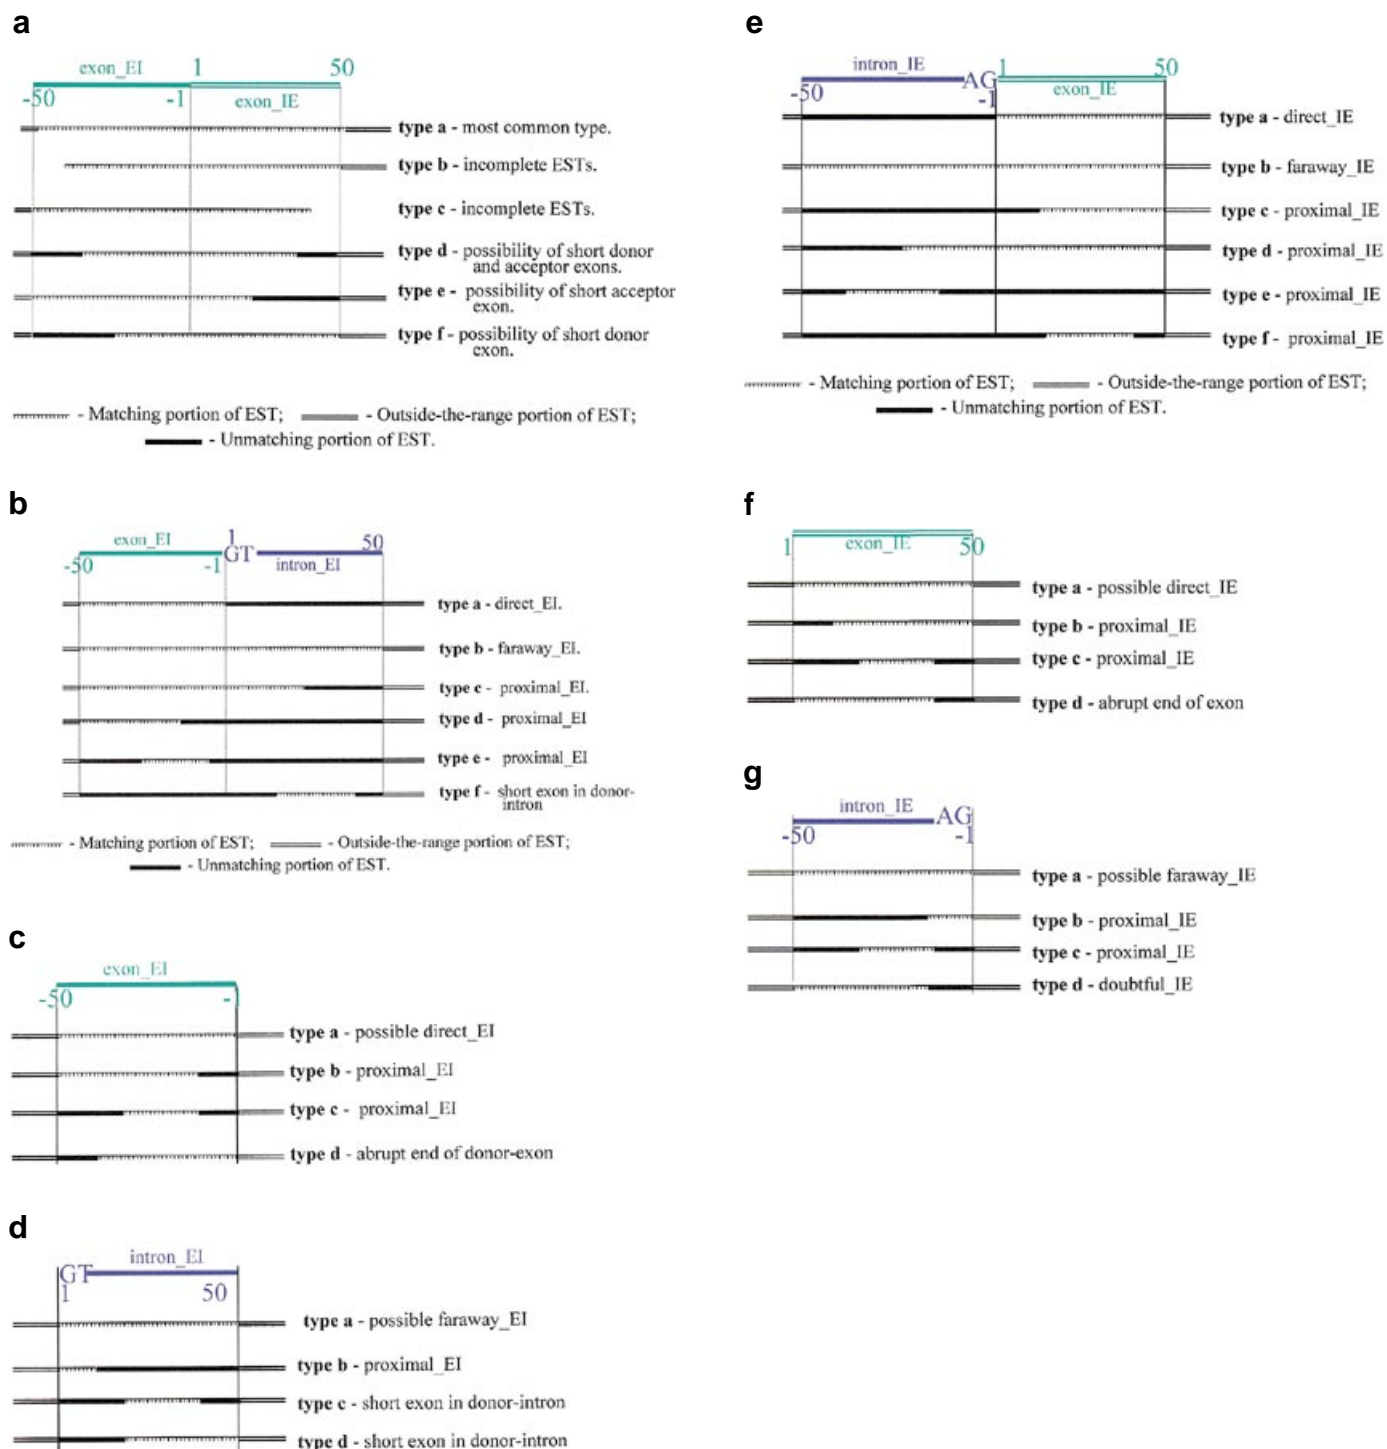 a
exon_EI
1
50
-50
-1
exon_IE
type a - most common type.
type b - incomplete ESTs.
type c - incomplete ESTs.
type d - possibility of short donor
and acceptor exons.
type e - possibility of short acceptor
exon.
type f - possibility of short donor
exon.
- Matching portion of EST; - Outside-the-range portion of EST;
- Unmatching portion of EST.
b
exon_EI
1
50
-50
-1
GT
intron_EI
type a - direct_EI.
type b - faraway_EI.
type c - proximal_EI.
type d - proximal_EI
type e - proximal_EI
type f - short exon in donor-
intron
- Matching portion of EST; - Outside-the-range portion of EST;
- Unmatching portion of EST.
c
exon_EI
-50
-1
type a - possible direct_EI
type b - proximal_EI
type c - proximal_EI
type d - abrupt end of donor-exon
d
intron_EI
GT
1
50
type a - possible faraway_EI
type b - proximal_EI
type c - short exon in donor-intron
type d - short exon in donor-intron
e
intron_IE
AG
1
50
-50
-1
exon_IE
type a - direct_IE
type b - faraway_IE
type c - proximal_IE
type d - proximal_IE
type e - proximal_IE
type f - proximal_IE
- Matching portion of EST; - Outside-the-range portion of EST;
- Unmatching portion of EST.
f
1
exon_IE
50
type a - possible direct_IE
type b - proximal_IE
type c - proximal_IE
type d - abrupt end of exon
g
intron_IE
AG
-50
-1
type a - possible faraway_IE
type b - proximal_IE
type c - proximal_IE
type d - doubtful_IE